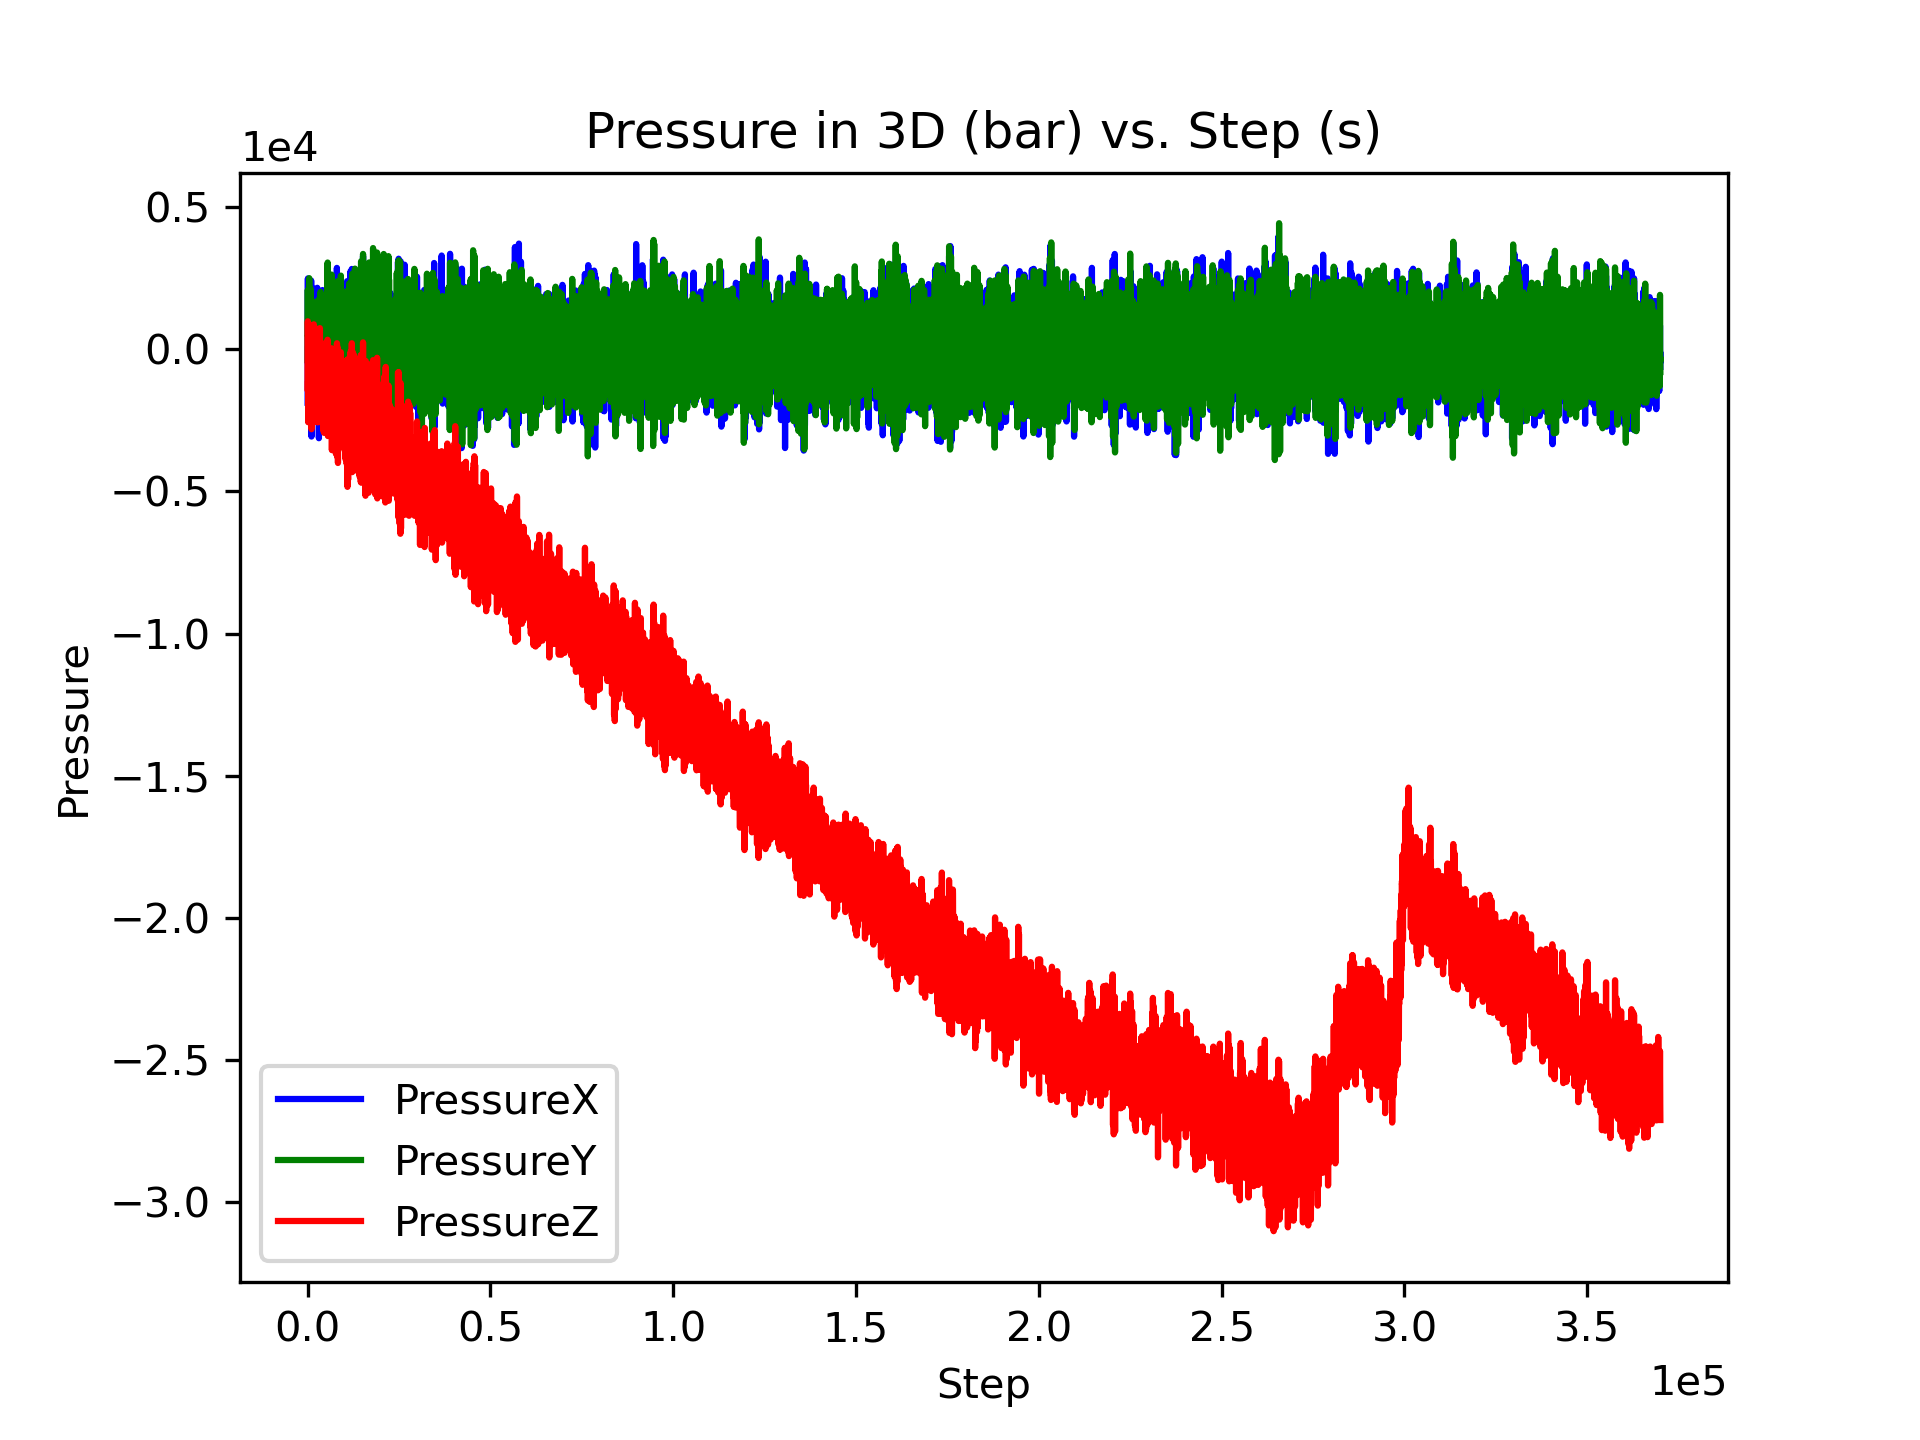 Pressure in 3D (bar) vs. Step (s)
1e4
0.5
0.0
−0.5
−1.0
−1.5
−2.0
−2.5
−3.0
Pressure
PressureX
PressureY
PressureZ
0.0 0.5 1.0 1.5 2.0 2.5 3.0 3.5
Step
1e5